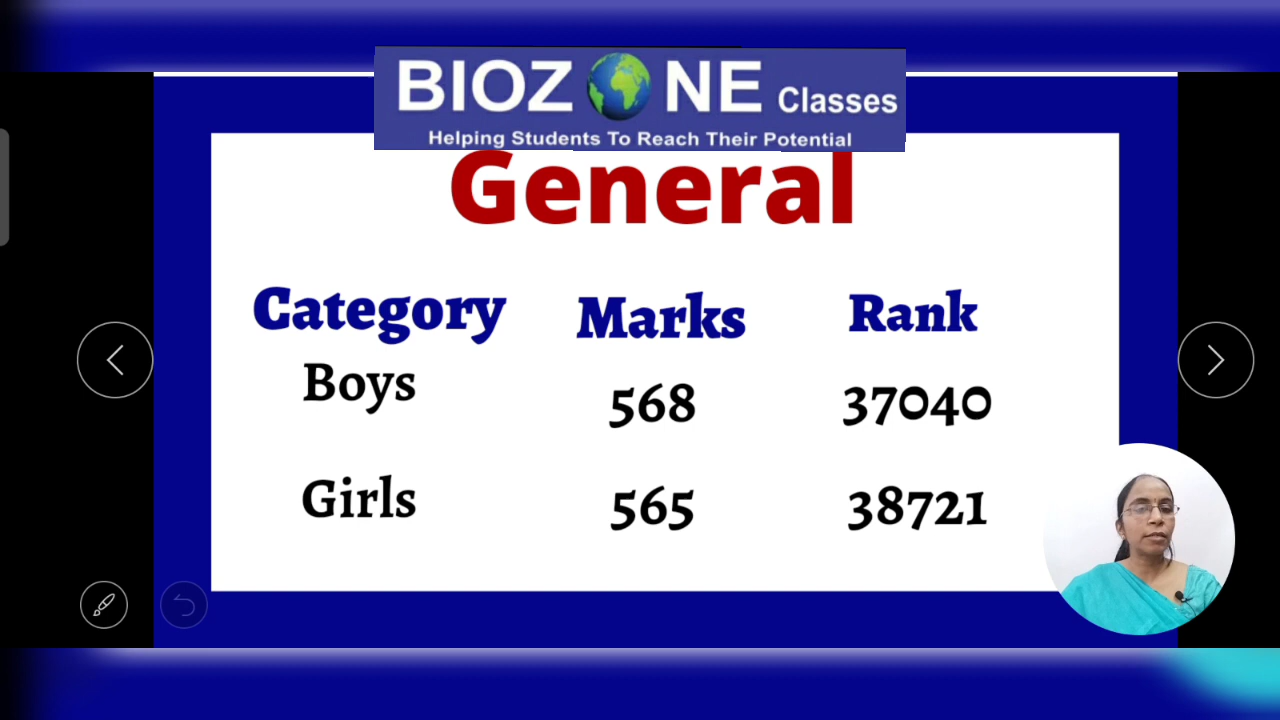 BIOZ NE Classes
Helping Students To Reach Their Potential
General
Category Marks Rank
Boys 568 37040
Girls 565 38721